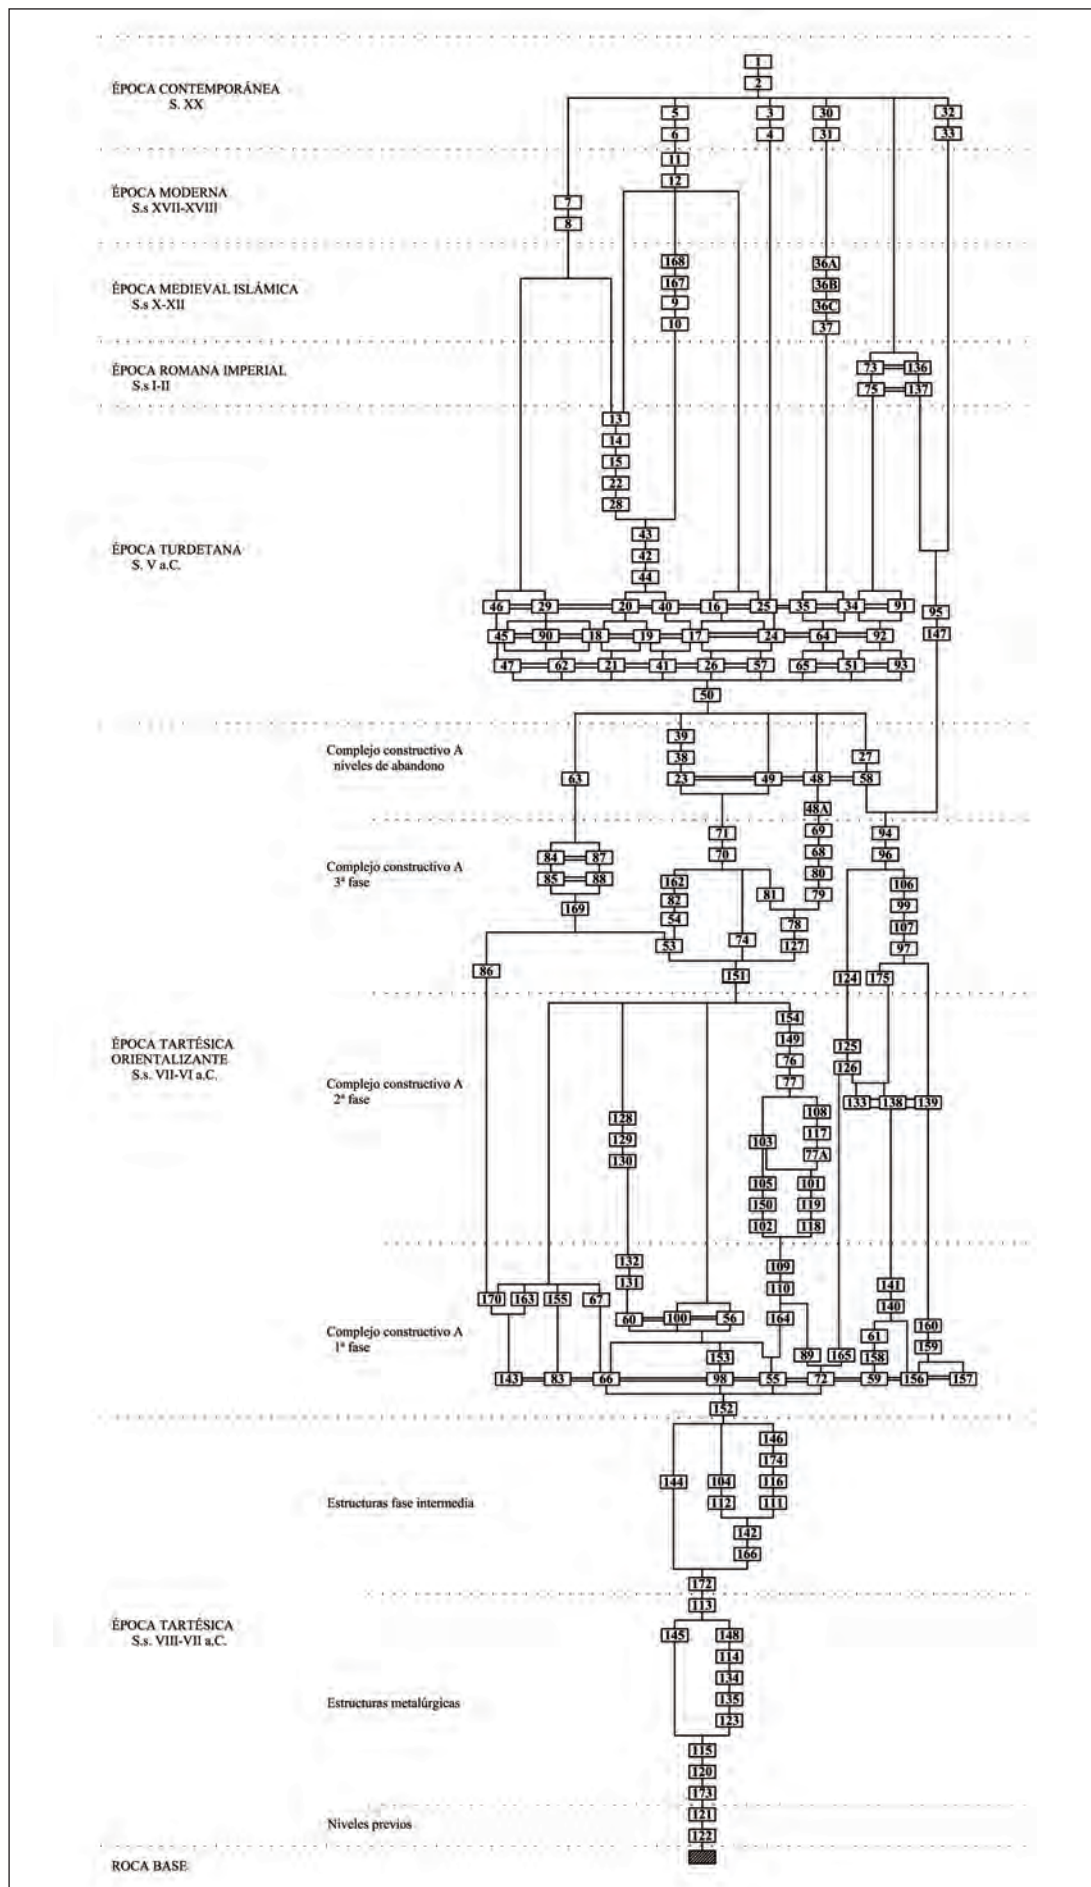 1
2
ÉPOCA CONTEMPORÁNEA
S. XX
5 3 30 32
6 4 31 33
11
12
ÉPOCA MODERNA
S.s XVII-XVIII
7
8
168 36A
167 36B
ÉPOCA MEDIEVAL ISLÁMICA
S.s X-XII
9 36C
10 37
ÉPOCA ROMANA IMPERIAL
S.s I-II
73 136
75 137
13
14
15
22
28
43
ÉPOCA TURDETANA
S. V a.C.
42
44
46 29 20 40 16 25 35 34 91 95
45 90 18 19 17 24 64 92 147
47 62 21 41 26 57 65 51 93
50
39
Complejo constructivo A
niveles de abandono
38 27
63 23 49 48 58
48A
71 69 94
84 87 70 68 96
Complejo constructivo A
3ª fase
85 88 162 81 80 106
169 82 79 99
54 78 107
53 74 127 97
86 151 124 175
154
149
ÉPOCA TARTÉSICA
ORIENTALIZANTE
S.s. VII-VI a.C.
76 125
77 126
Complejo constructivo A
2ª fase
133 138 139
128 108
129 103 117
130 77A
105 101
150 119
102 118
132 109
131 110 141
170 163 155 67 140
60 100 56 164 160
61
Complejo constructivo A
1ª fase
153 89 165 158 159
143 83 66 98 55 72 59 156 157
152
146
174
144 104 116
Estructuras fase intermedia
112 111
142
166
172
113
ÉPOCA TARTÉSICA
S.s. VIII-VII a.C.
145 148
114
134
Estructuras metalúrgicas
135
123
115
120
173
121
Niveles previos
122
ROCA BASE